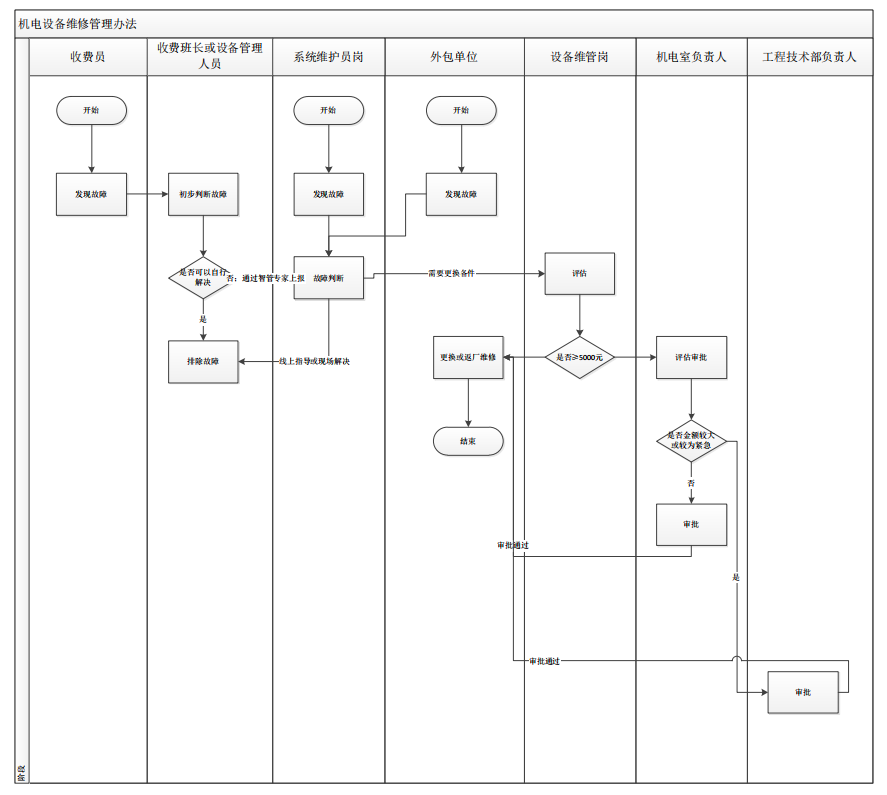 机电设备维修管理办法
收费员
收费班长或设备管理
人员
系统维护员岗
外包单位
设备维管岗
机电室负责人
工程技术部负责人
开始
开始
开始
发现故障
初步判断故障
发现故障
发现故障
是否可以自行
解决
否：通过智管专家上报
故障判断
需要更换备件
评估
是
排除故障
线上指导或现场解决
更换或返厂维修
是否≥5000元
评估审批
结束
是否金额较大
或较为紧急
否
审批
审批通过
是
审批通过
审批
阶段